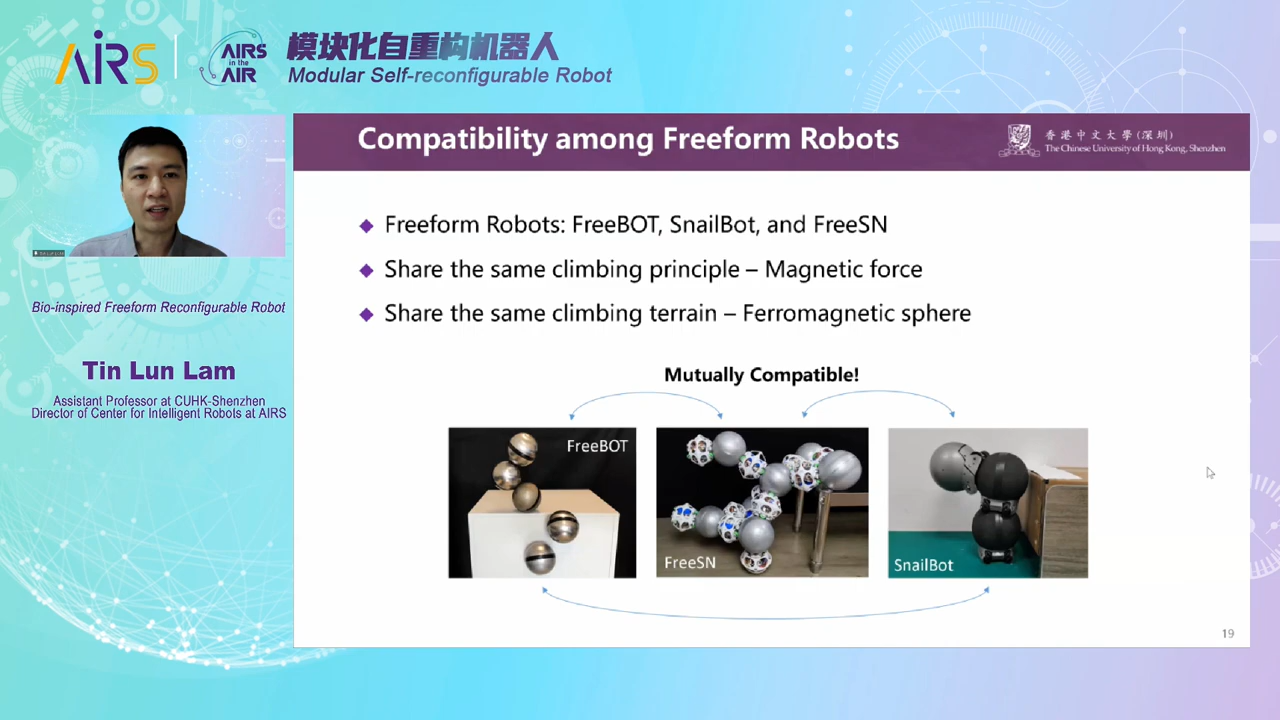 AIRS
AIRS
in the
AIR
模块化自重构机器人
Modular Self-reconfigurable Robot
Compatibility among Freeform Robots
香港中文大學(深圳)
The Chinese University of Hong Kong, Shenzhen
Bio-inspired Freeform Reconfigurable Robot
Tin Lun Lam
Assistant Professor at CUHK-Shenzhen
Director of Center for Intelligent Robots at AIRS
Freeform Robots: FreeBOT, SnailBot, and FreeSN
Share the same climbing principle – Magnetic force
Share the same climbing terrain – Ferromagnetic sphere
Mutually Compatible!
FreeBOT
FreeSN
SnailBot
19